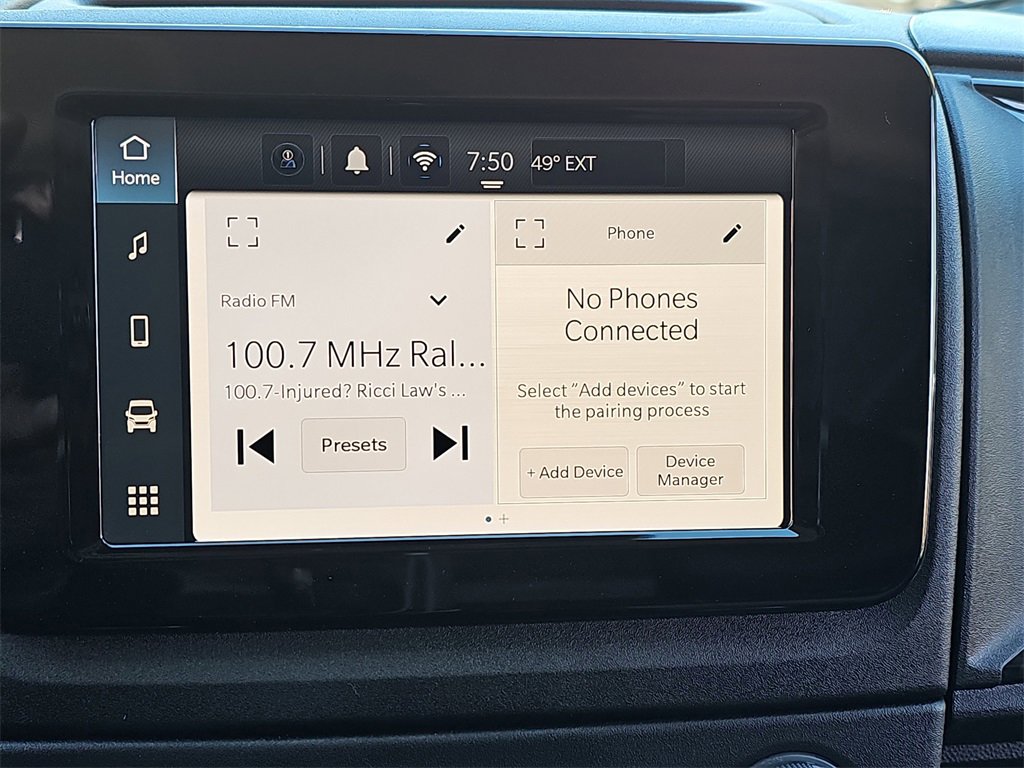 Home
7:50
49° EXT
Radio FM
100.7 MHz Ral...
100.7-Injured? Ricci Law's ...
Presets
Phone
No Phones
Connected
Select "Add devices" to start
the pairing process
+ Add Device
Device
Manager